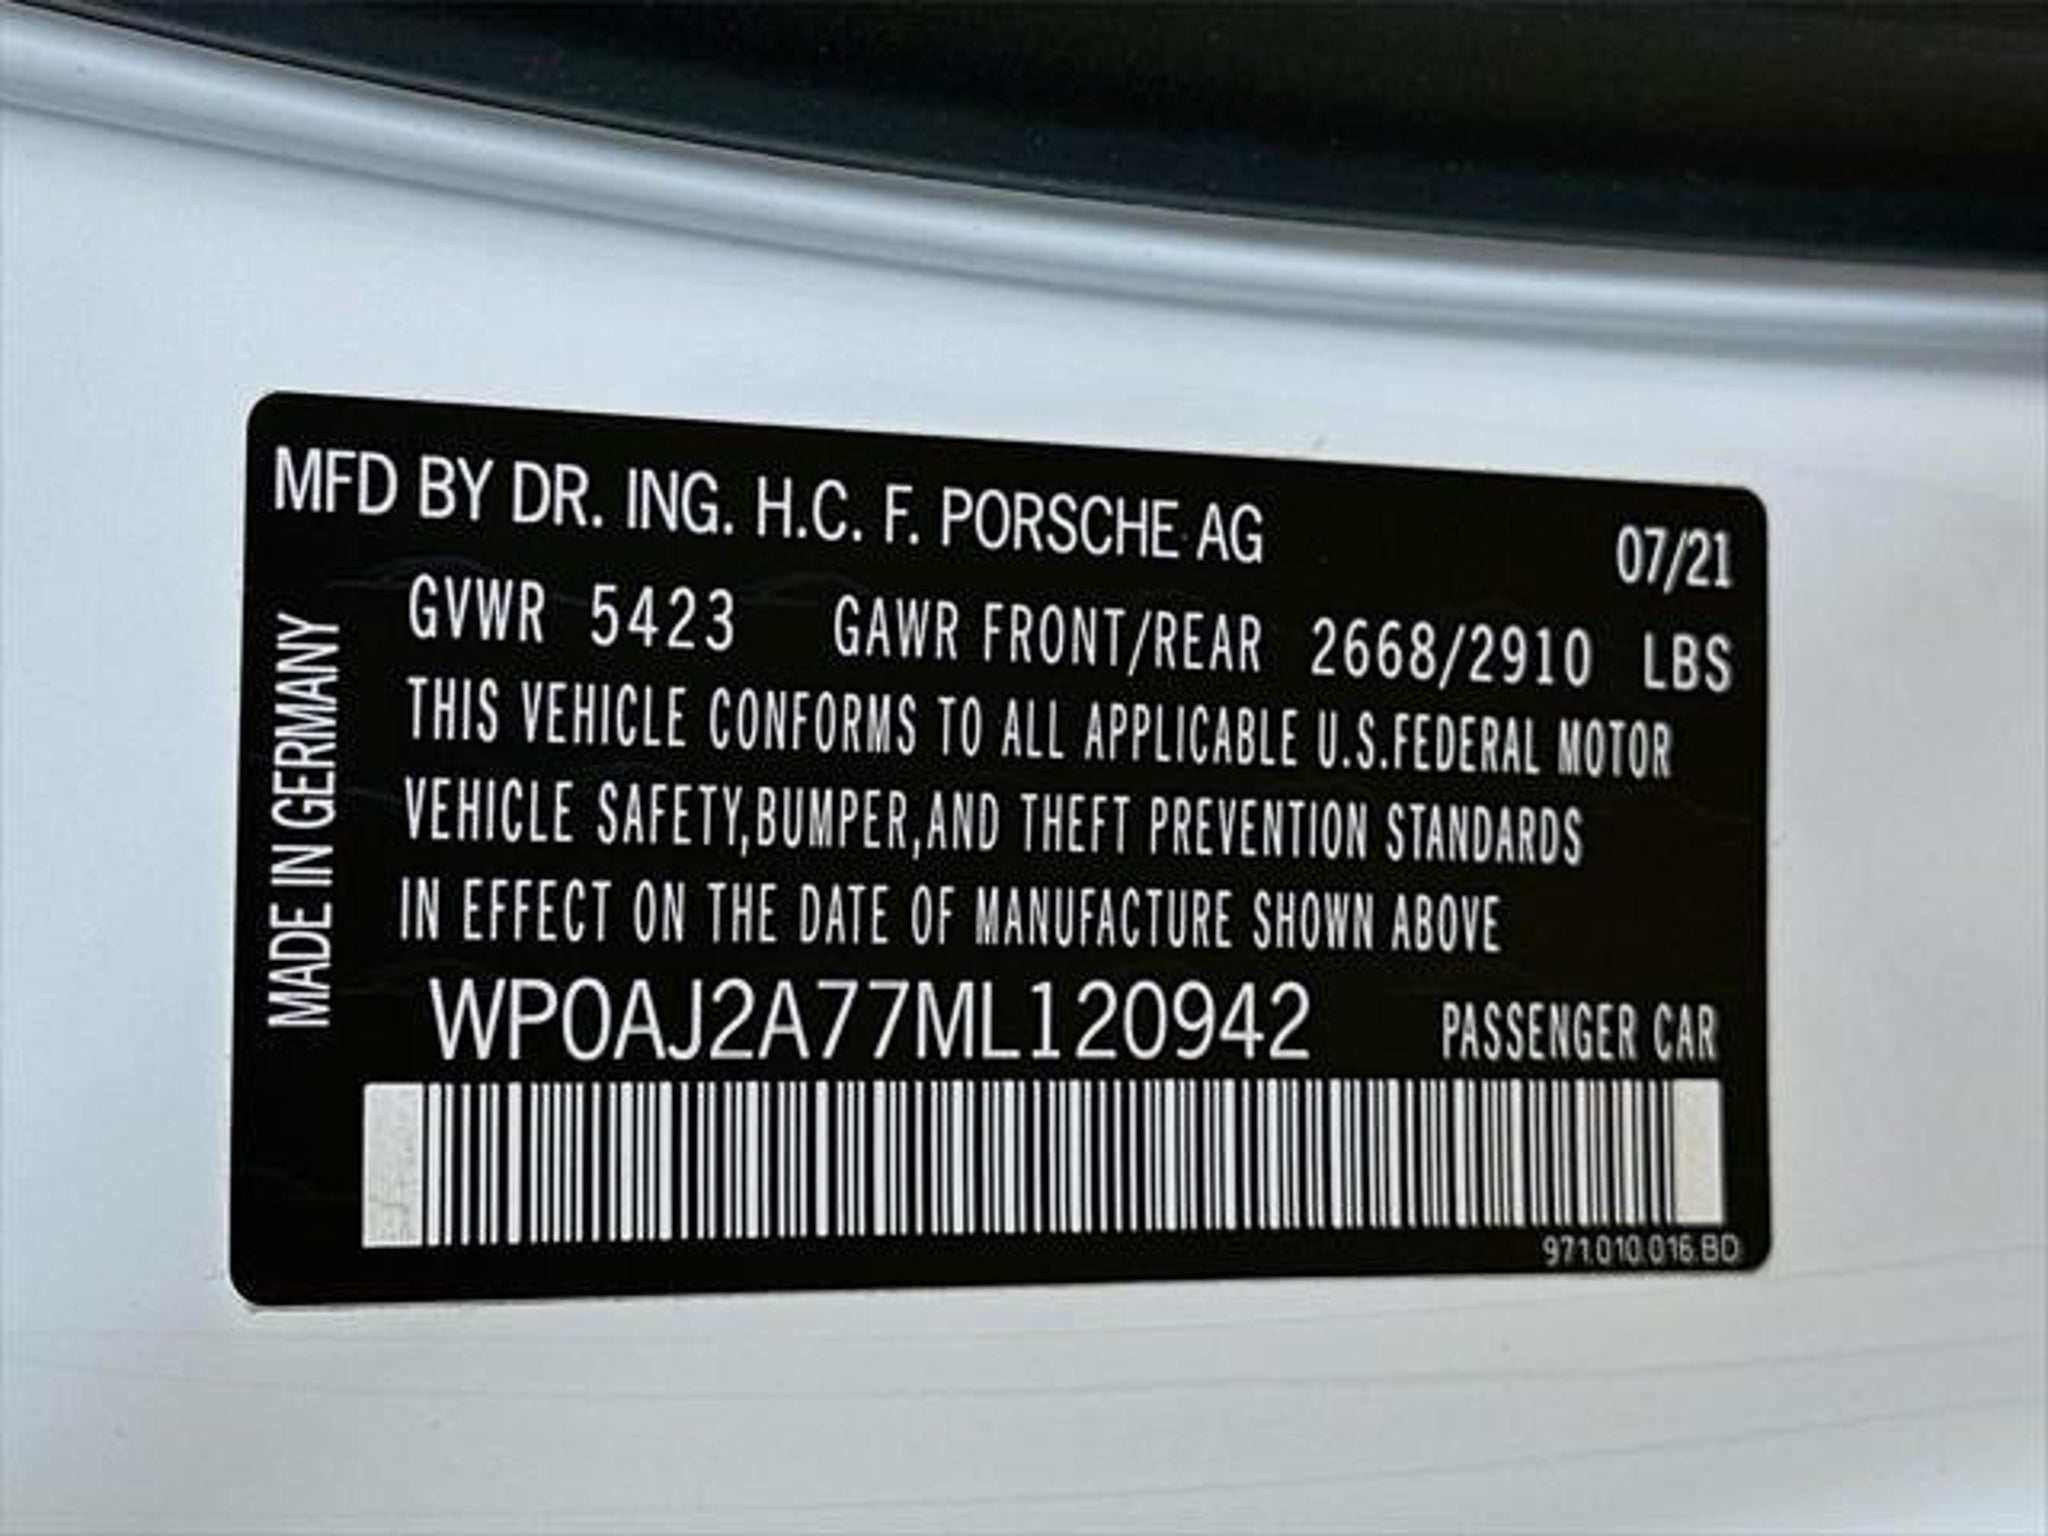 MFD BY DR. ING. H.C. F. PORSCHE AG 07/21
GVWR 5423 GAWR FRONT/REAR 2668/2910 LBS
THIS VEHICLE CONFORMS TO ALL APPLICABLE U.S.FEDERAL MOTOR
VEHICLE SAFETY,BUMPER,AND THEFT PREVENTION STANDARDS
IN EFFECT ON THE DATE OF MANUFACTURE SHOWN ABOVE
WP0AJ2A77ML120942 PASSENGER CAR
971.010.016.BD
MADE IN GERMANY